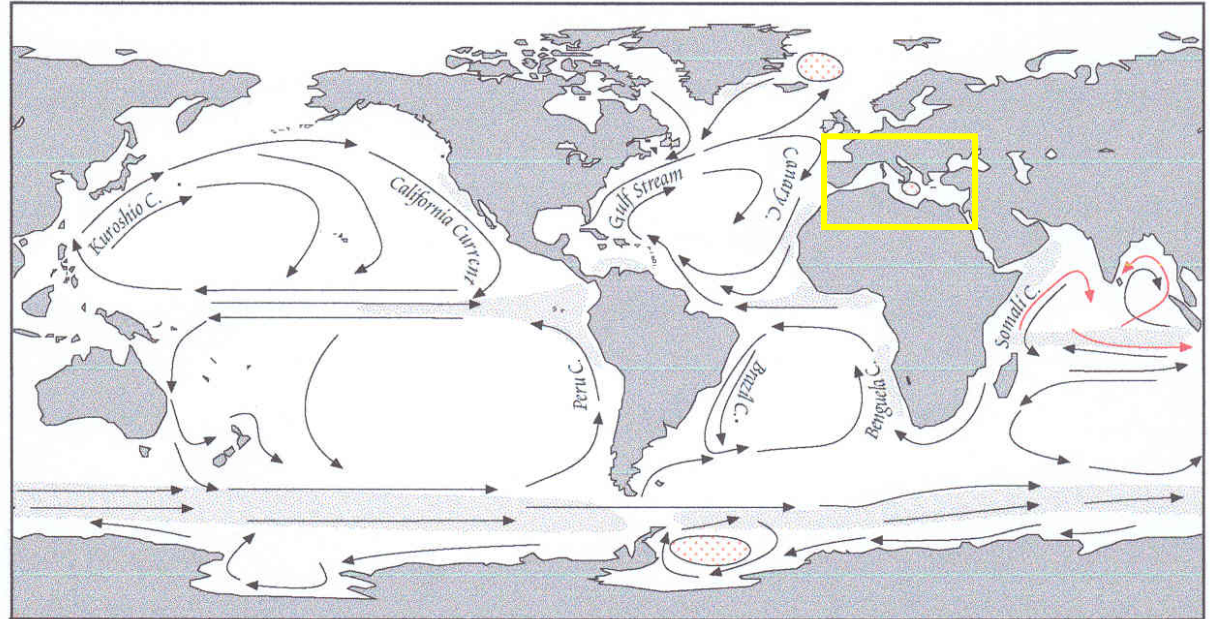 Kuroshio C.
California Current
Gulf Stream
Canary C.
Somali C.
Peru C.
Brazil C.
Benguela C.